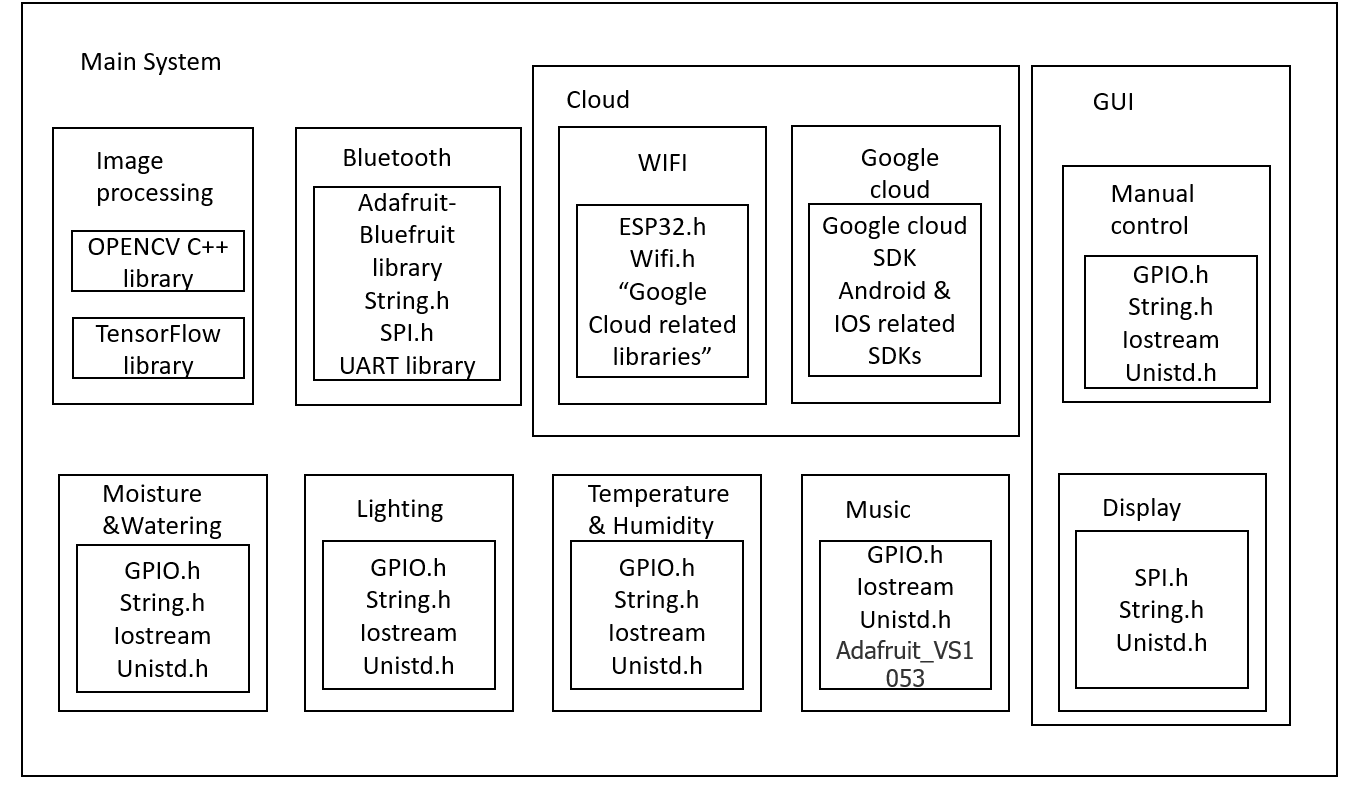 Main System
Image
processing
OPENCV C++
library
TensorFlow
library
Bluetooth
Adafruit-
Bluefruit
library
String.h
SPI.h
UART library
Cloud
WIFI
ESP32.h
Wifi.h
“Google
Cloud related
libraries”
Google
cloud
Google cloud
SDK
Android &
IOS related
SDKs
GUI
Manual
control
GPIO.h
String.h
Iostream
Unistd.h
Moisture
&Watering
GPIO.h
String.h
Iostream
Unistd.h
Lighting
GPIO.h
String.h
Iostream
Unistd.h
Temperature
& Humidity
GPIO.h
String.h
Iostream
Unistd.h
Music
GPIO.h
Iostream
Unistd.h
Adafruit_VS1
053
Display
SPI.h
String.h
Unistd.h